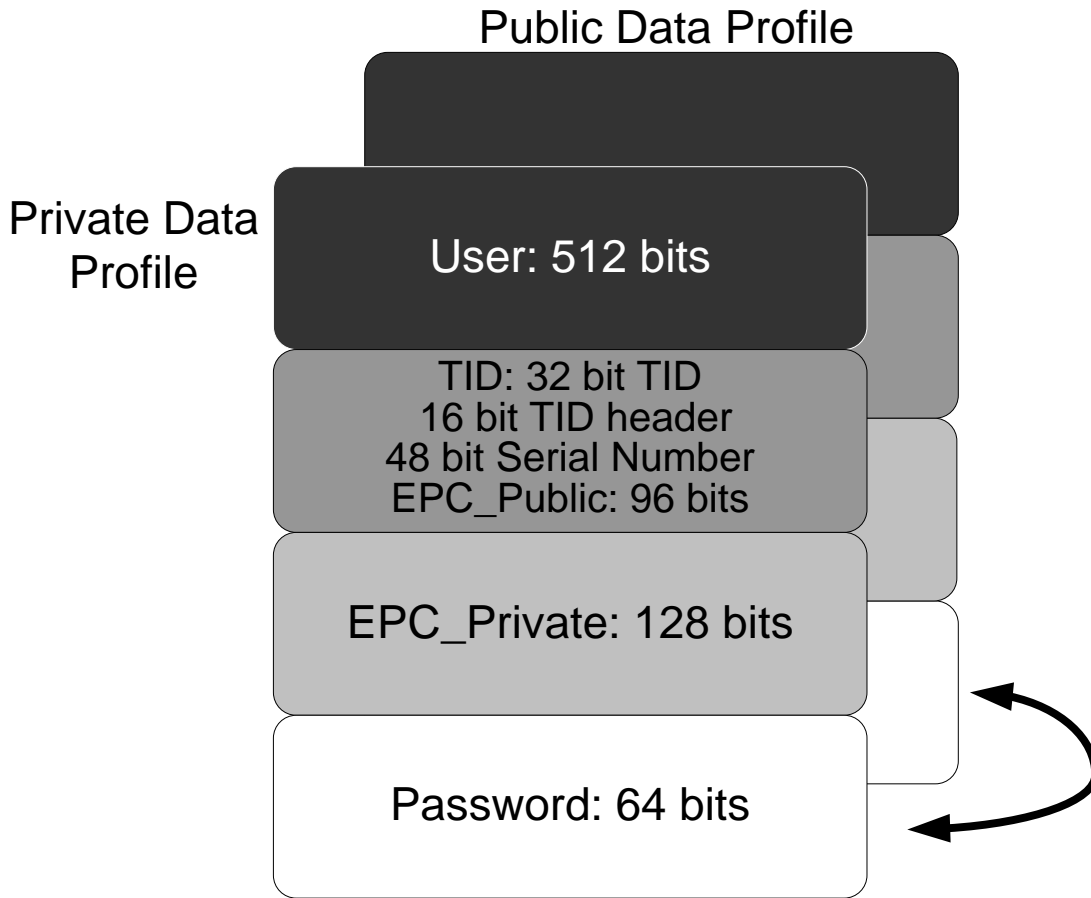 Public Data Profile
Private Data
Profile
User: 512 bits
TID: 32 bit TID
16 bit TID header
48 bit Serial Number
EPC_Public: 96 bits
EPC_Private: 128 bits
Password: 64 bits